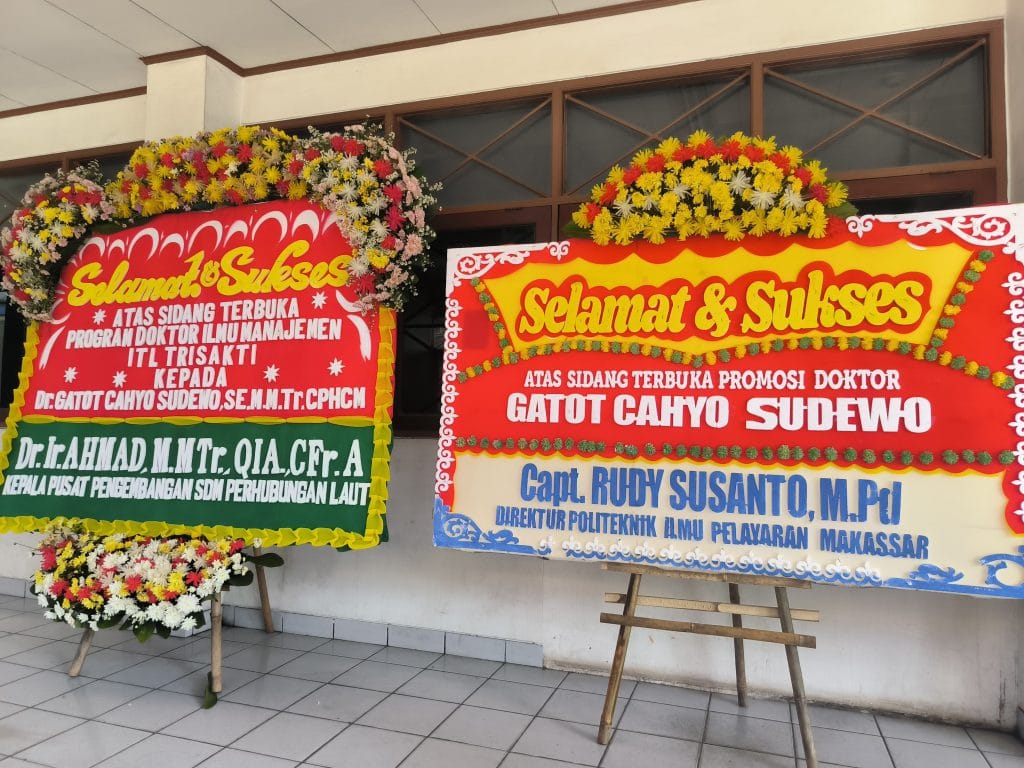 Selamat & Sukses
ATAS SIDANG TERBUKA
PROGRAN DOKTOR ILMU MANAJEMEN
ITL TRISAKTI
KEPADA
Dr. GATOT CAHYO SUDEWO, SE.M.M.Tr.CPHCM
Dr. Ir. AHMAD, M.MTr., QIA., CFr.A
KEPALA PUSAT PENGEMBANGAN SDM PERHUBUNGAN LAUT
Selamat & Sukses
ATAS SIDANG TERBUKA PROMOSI DOKTOR
GATOT CAHYO SUDEWO
Capt. RUDY SUSANTO, M.Pd
DIREKTUR POLITEKNIK ILMU PELAYARAN MAKASSAR